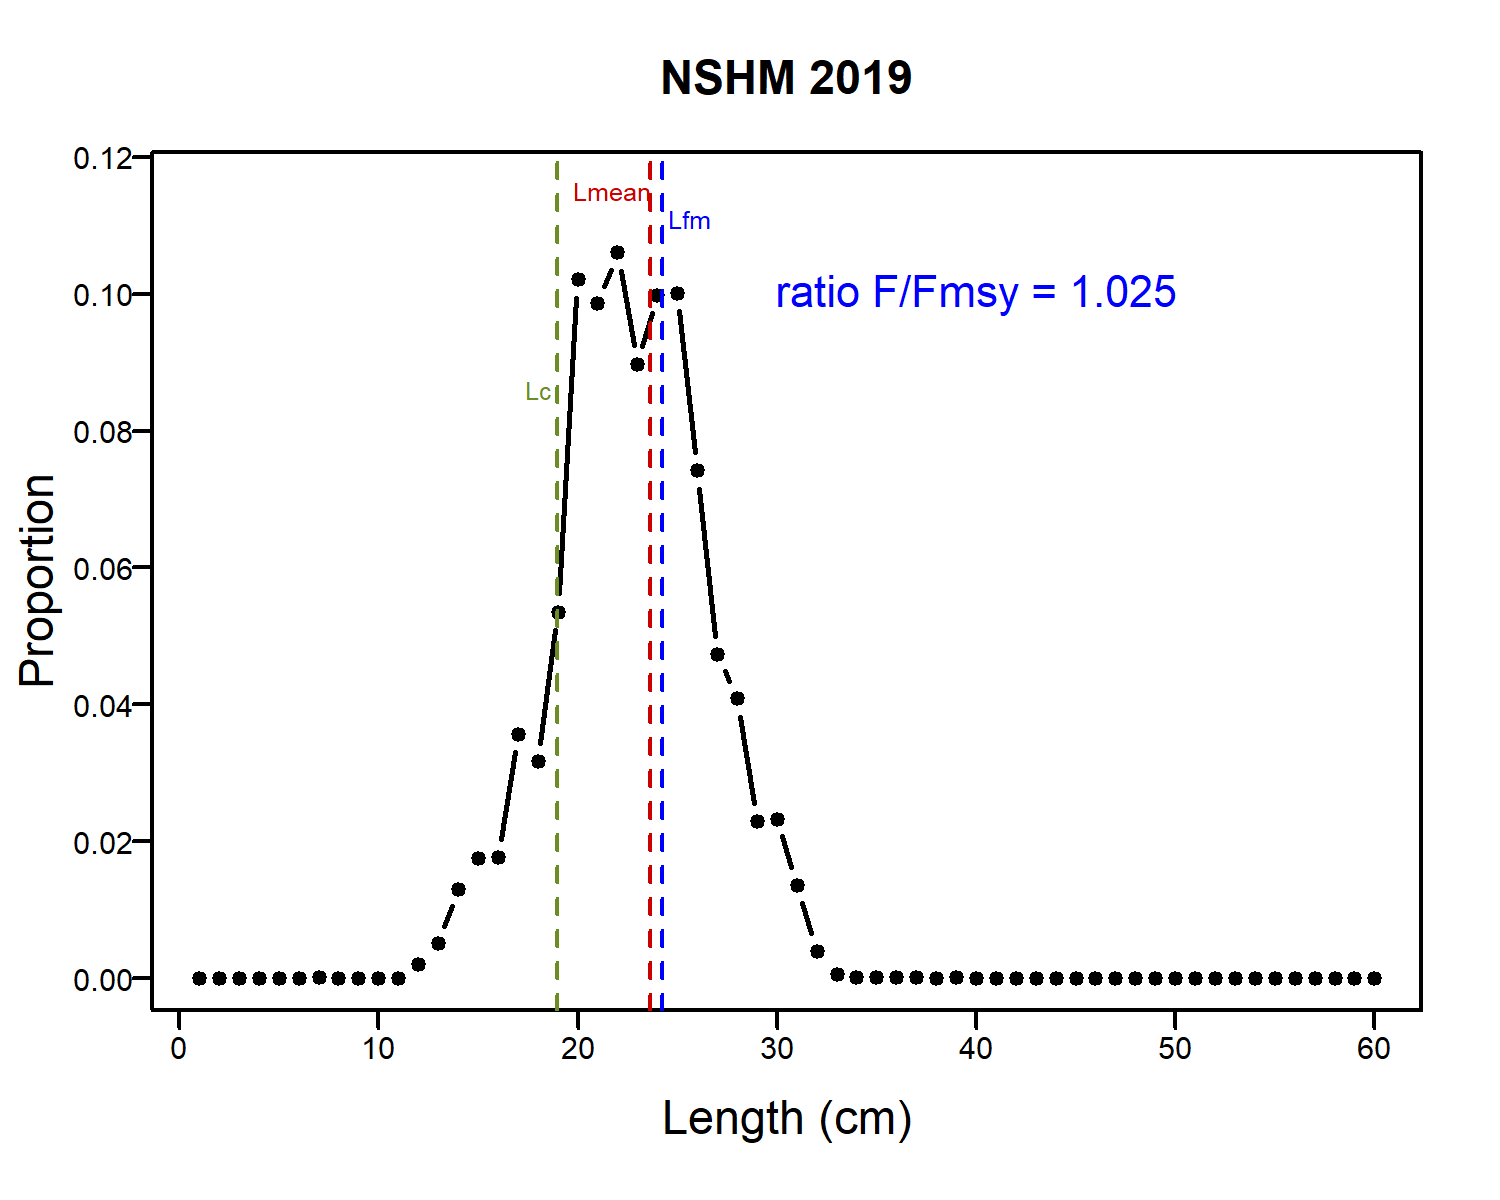 NSHM 2019
0.12
Lmean
Lfm
0.10
ratio F/Fmsy = 1.025
Lc
0.08
0.06
0.04
0.02
0.00
Proportion
0 10 20 30 40 50 60
Length (cm)